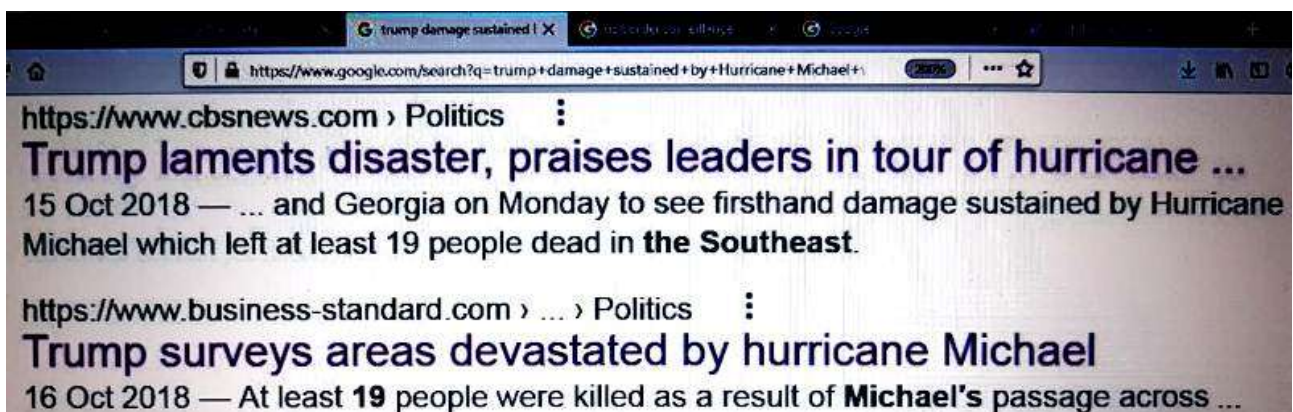 trump damage sustained l
https://www.google.com/search?q=trump+damage+sustained+by+Hurricane+Michael+
200%
https://www.cbsnews.com › Politics
Trump laments disaster, praises leaders in tour of hurricane ...
15 Oct 2018 — ... and Georgia on Monday to see firsthand damage sustained by Hurricane
Michael which left at least 19 people dead in the Southeast.
https://www.business-standard.com › ... › Politics
Trump surveys areas devastated by hurricane Michael
16 Oct 2018 — At least 19 people were killed as a result of Michael's passage across ...